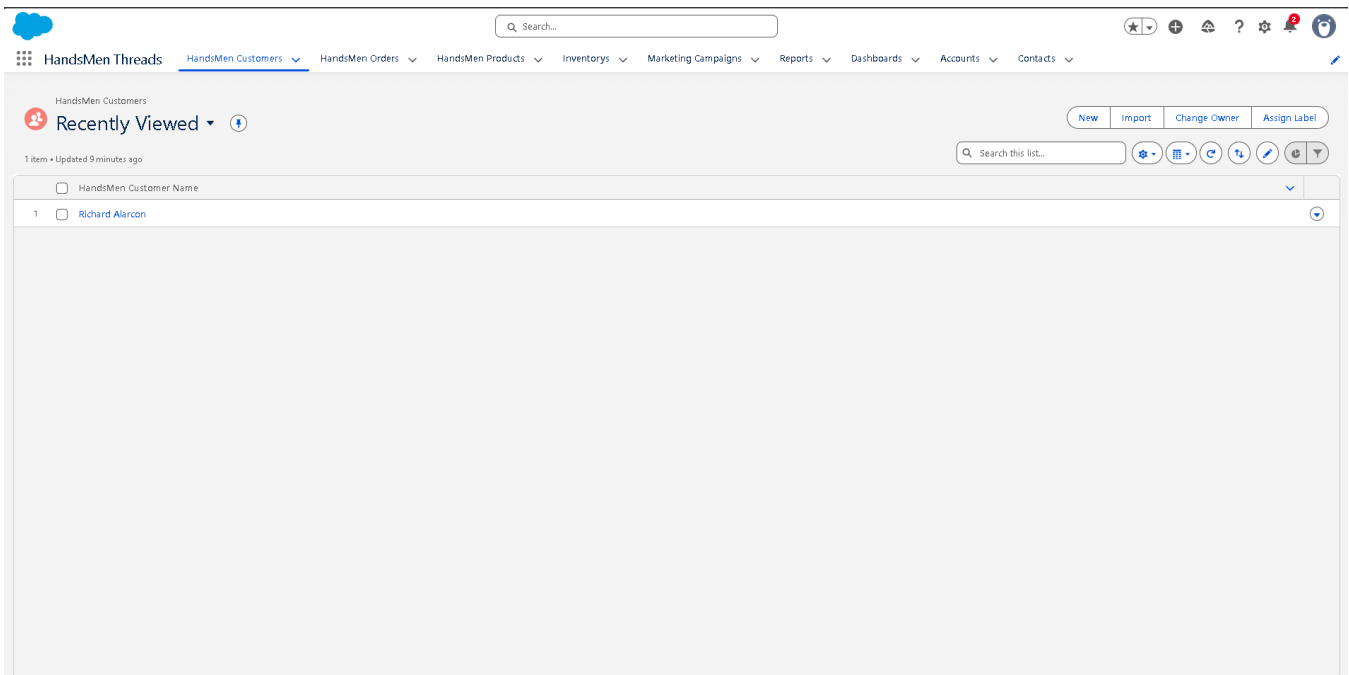 Search...
2
HandsMen Threads HandsMen Customers HandsMen Orders HandsMen Products Inventorys Marketing Campaigns Reports Dashboards Accounts Contacts
HandsMen Customers
Recently Viewed
New Import Change Owner Assign Label
1 item • Updated 9 minutes ago
Search this list...
HandsMen Customer Name
1 Richard Alarcon